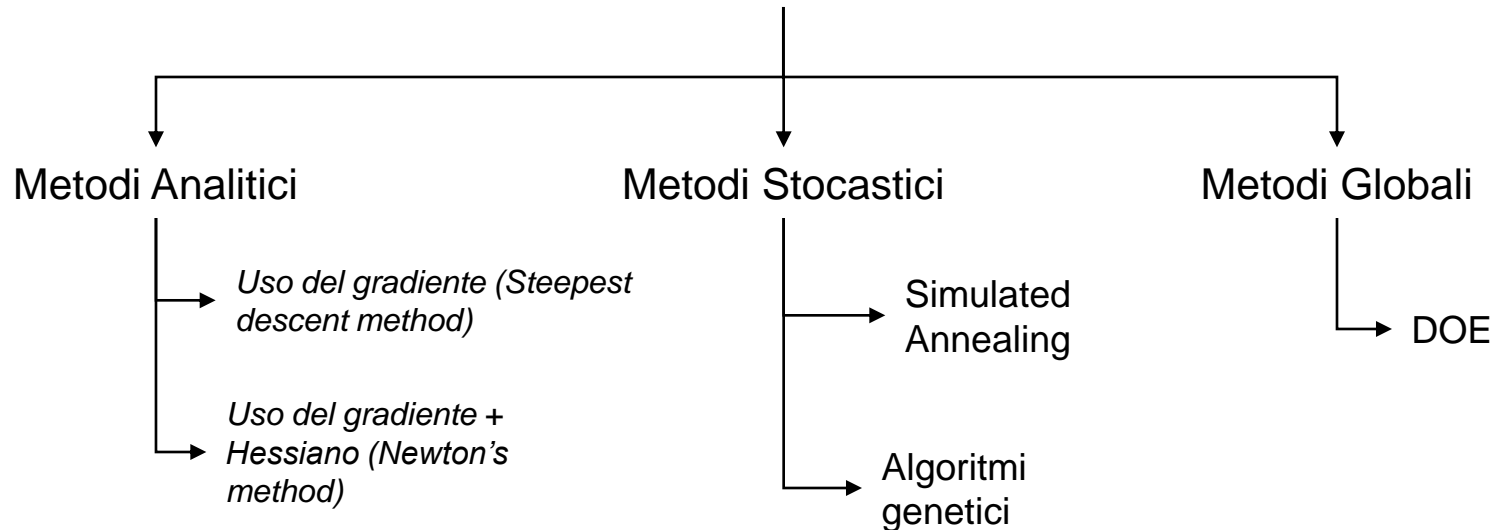 Metodi Analitici
Metodi Stocastici
Metodi Globali
Uso del gradiente (Steepest
descent method)
Uso del gradiente +
Hessiano (Newton's
method)
Simulated
Annealing
Algoritmi
genetici
DOE